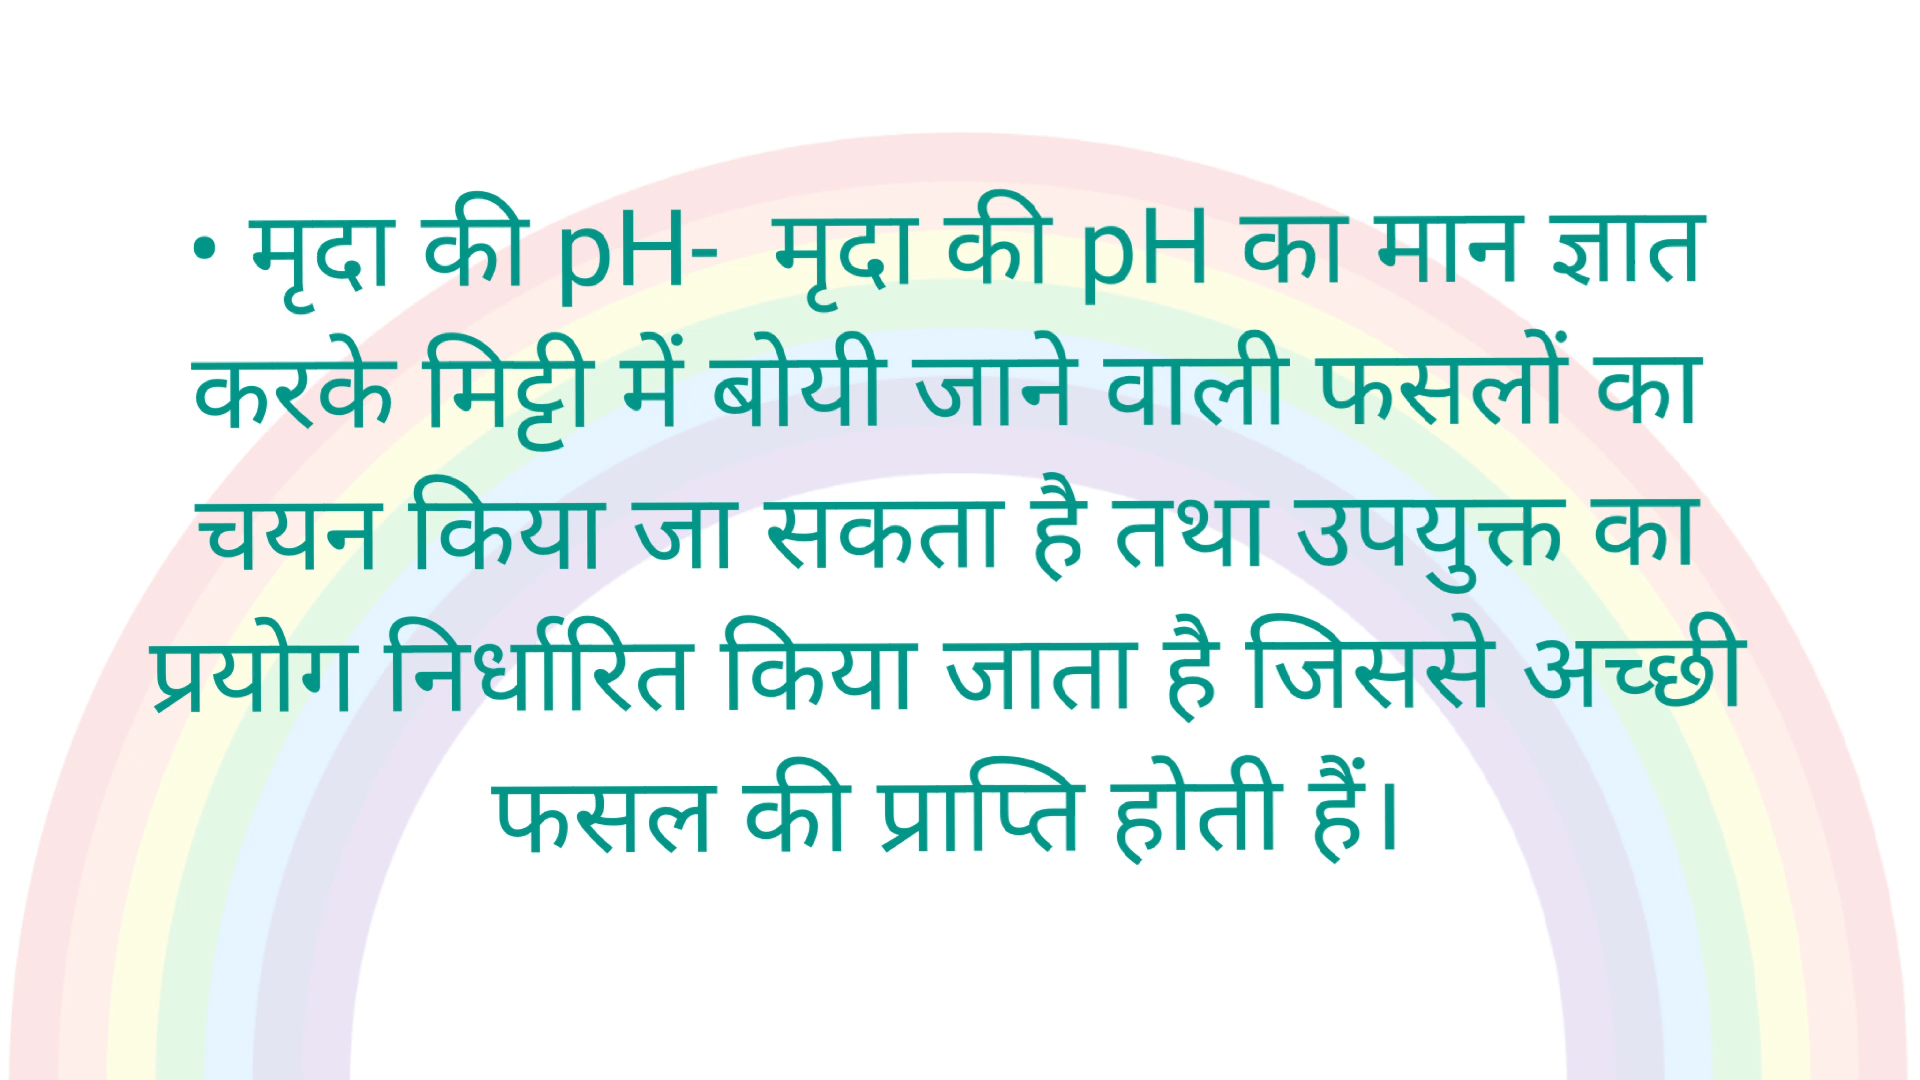 • मृदा की pH-  मृदा की pH का मान ज्ञात
करके मिट्टी में बोयी जाने वाली फसलों का
चयन किया जा सकता है तथा उपयुक्त का
प्रयोग निर्धारित किया जाता है जिससे अच्छी
फसल की प्राप्ति होती हैं।